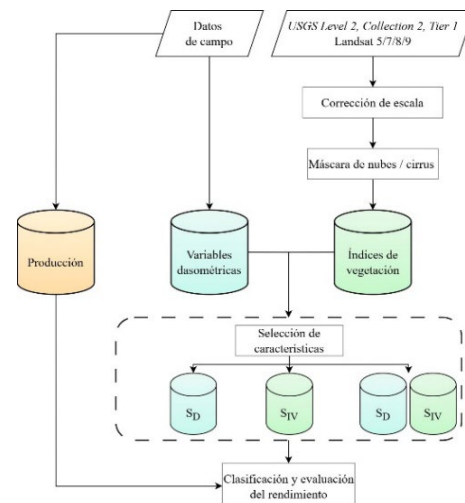 Datos
de campo
USGS Level 2, Collection 2, Tier 1
Landsat 5/7/8/9
Corrección de escala
Máscara de nubes / cirrus
Producción
Variables
dasométricas
Índices de
vegetación
Selección de
características
SD
SIV
SD
SIV
Clasificación y evaluación
del rendimiento